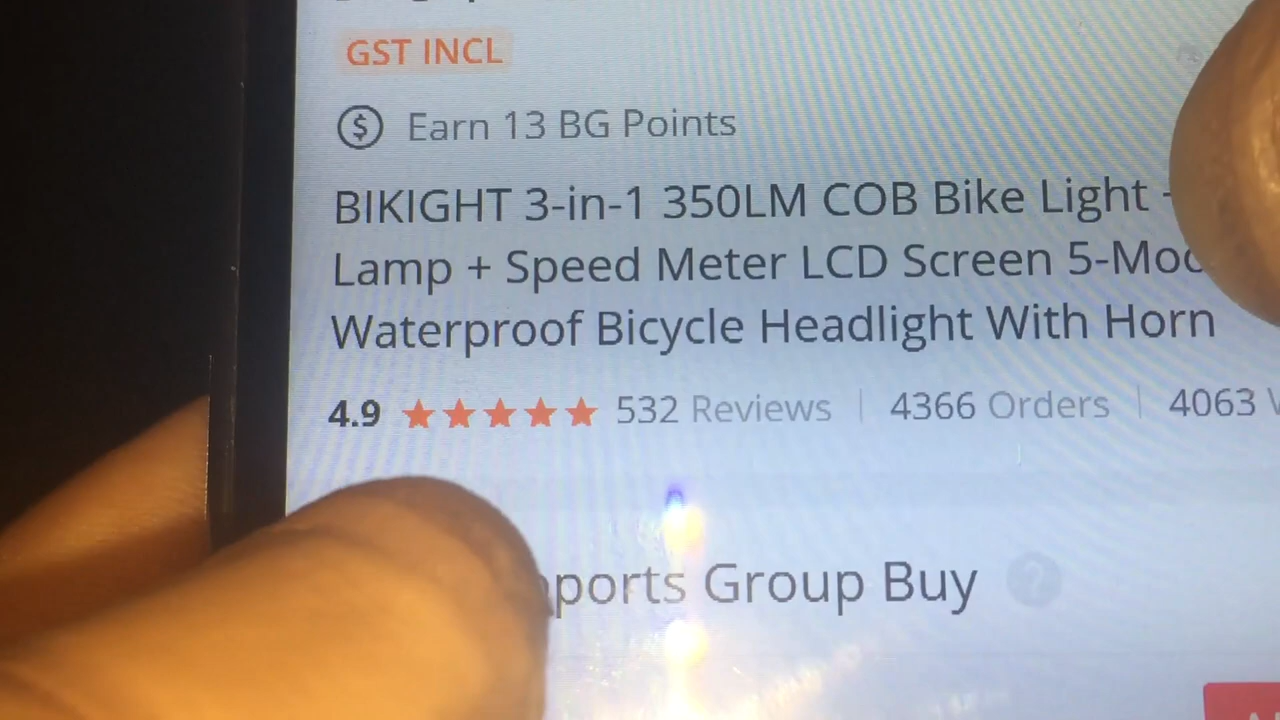 GST INCL
Earn 13 BG Points
BIKIGHT 3-in-1 350LM COB Bike Light
Lamp + Speed Meter LCD Screen 5-Mod
Waterproof Bicycle Headlight With Horn
4.9 532 Reviews 4366 Orders 4063
ports Group Buy